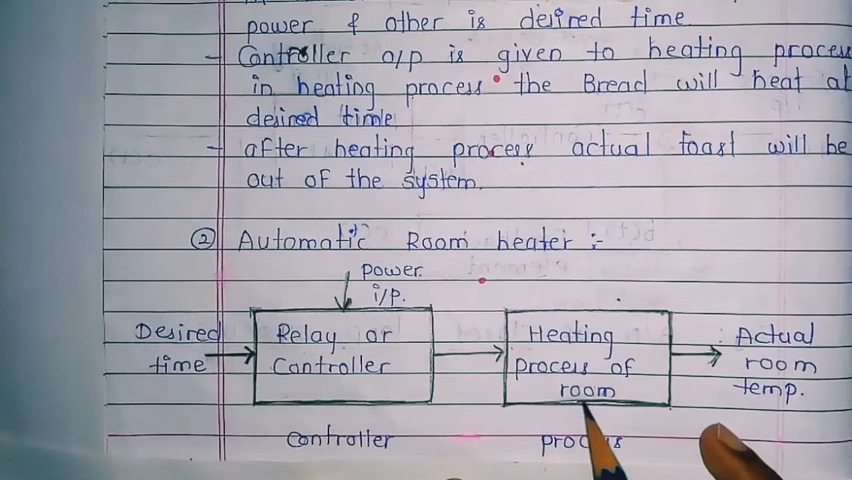 power & other is desired time
- Controller o/p is given to heating process
in heating process the Bread will heat at
desired time
- after heating process actual toast will be
out of the system.
② Automatic Room heater :-
power
i/p.
Desired time
Relay or Controller
Heating process of room
Actual room temp.
Controller
process